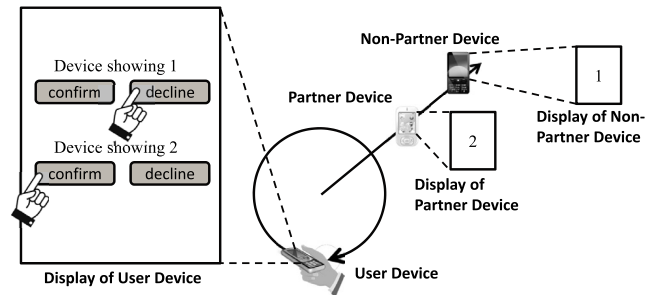 Device showing 1
confirm
decline
Device showing 2
confirm
decline
Display of User Device
Non-Partner Device
Partner Device
1
Display of Non-
Partner Device
2
Display of
Partner Device
User Device